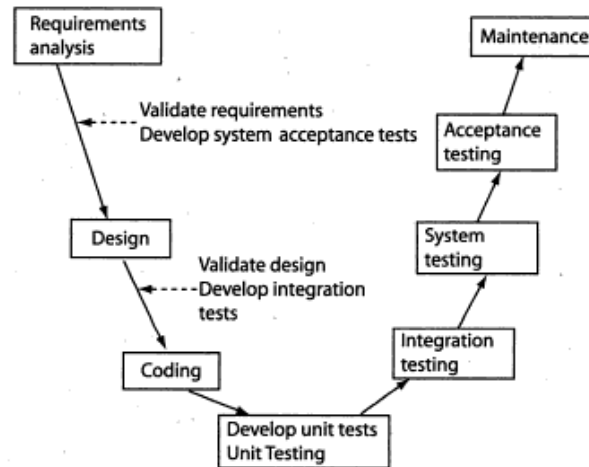 Requirements
analysis
Maintenance
Validate requirements
Develop system acceptance tests
Acceptance
testing
Design
System
testing
Validate design
Develop integration
tests
Integration
testing
Coding
Develop unit tests
Unit Testing